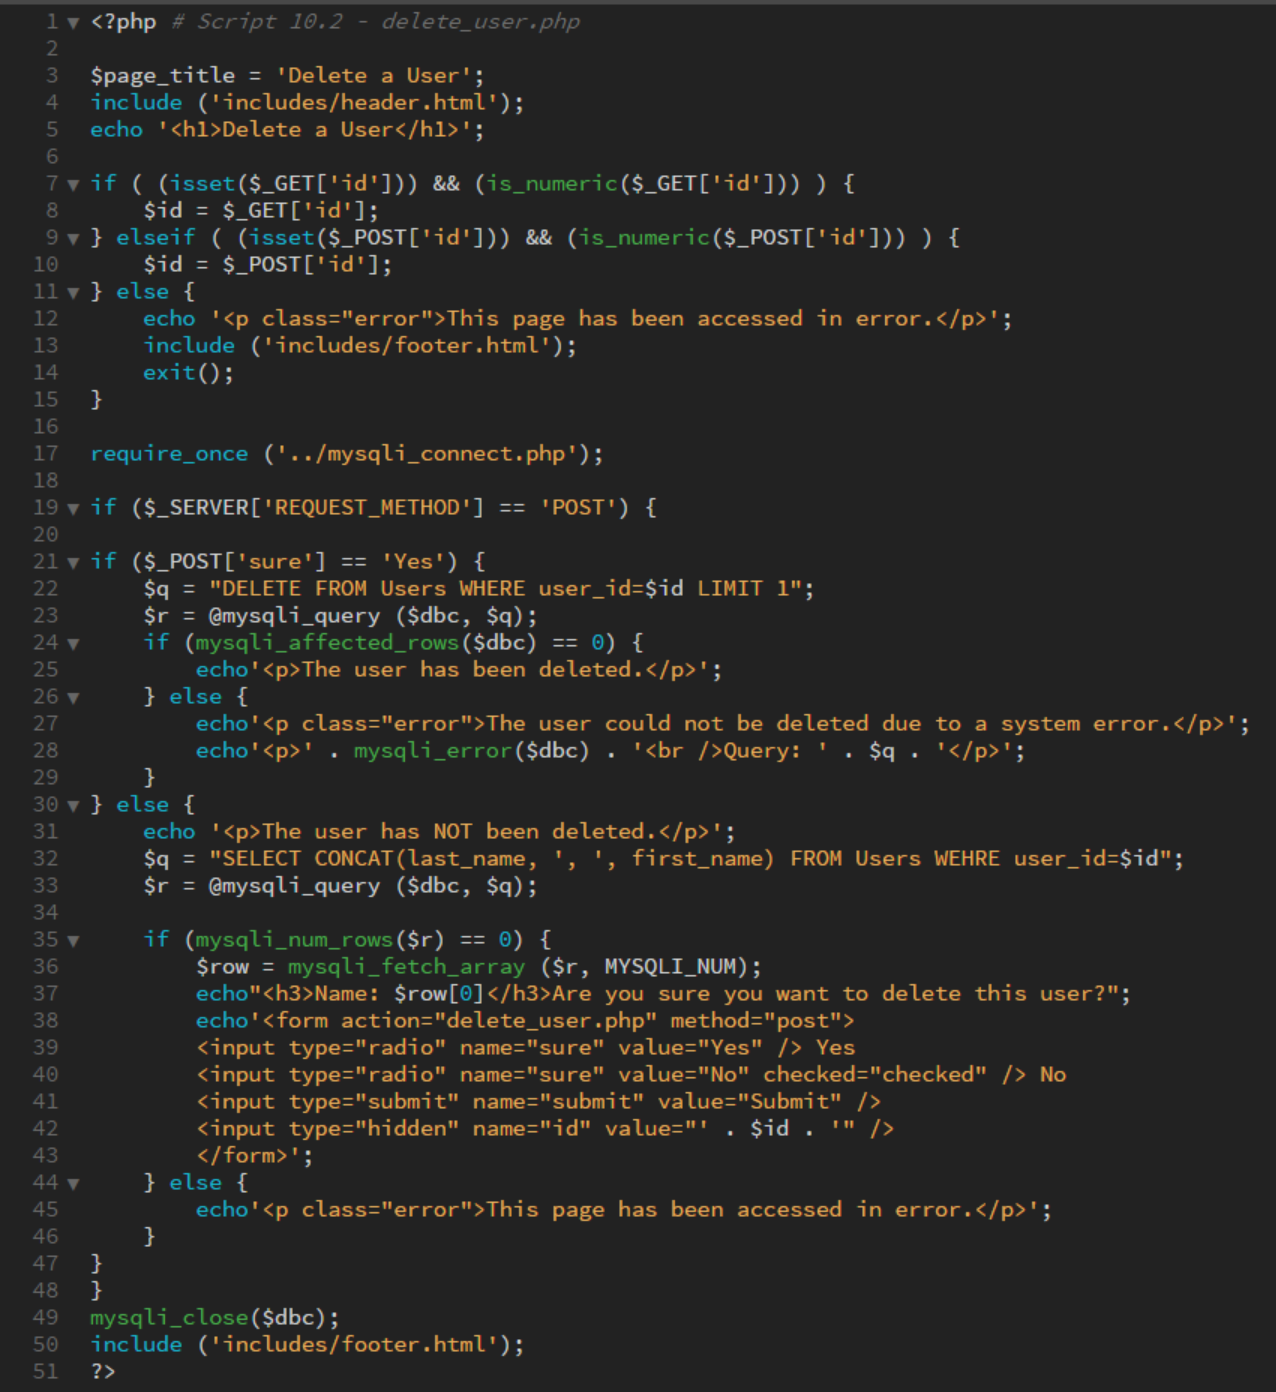 1 ▼ <?php # Script 10.2 - delete_user.php
2
3 $page_title = 'Delete a User';
4 include ('includes/header.html');
5 echo '<h1>Delete a User</h1>';
6
7 ▼ if ( (isset($_GET['id'])) && (is_numeric($_GET['id'])) ) {
8     $id = $_GET['id'];
9 ▼ } elseif ( (isset($_POST['id'])) && (is_numeric($_POST['id'])) ) {
10     $id = $_POST['id'];
11 ▼ } else {
12     echo '<p class="error">This page has been accessed in error.</p>';
13     include ('includes/footer.html');
14     exit();
15 }
16
17 require_once ('../mysqli_connect.php');
18
19 ▼ if ($_SERVER['REQUEST_METHOD'] == 'POST') {
20
21 ▼ if ($_POST['sure'] == 'Yes') {
22     $q = "DELETE FROM Users WHERE user_id=$id LIMIT 1";
23     $r = @mysqli_query ($dbc, $q);
24 ▼     if (mysqli_affected_rows($dbc) == 0) {
25         echo'<p>The user has been deleted.</p>';
26 ▼     } else {
27         echo'<p class="error">The user could not be deleted due to a system error.</p>';
28         echo'<p>' . mysqli_error($dbc) . '<br />Query: ' . $q . '</p>';
29     }
30 ▼ } else {
31     echo '<p>The user has NOT been deleted.</p>';
32     $q = "SELECT CONCAT(last_name, ', ', first_name) FROM Users WEHRE user_id=$id";
33     $r = @mysqli_query ($dbc, $q);
34
35 ▼     if (mysqli_num_rows($r) == 0) {
36         $row = mysqli_fetch_array ($r, MYSQLI_NUM);
37         echo"<h3>Name: $row[0]</h3>Are you sure you want to delete this user?";
38         echo'<form action="delete_user.php" method="post">
39         <input type="radio" name="sure" value="Yes" /> Yes
40         <input type="radio" name="sure" value="No" checked="checked" /> No
41         <input type="submit" name="submit" value="Submit" />
42         <input type="hidden" name="id" value="' . $id . '" />
43         </form>';
44 ▼     } else {
45         echo'<p class="error">This page has been accessed in error.</p>';
46     }
47 }
48 }
49 mysqli_close($dbc);
50 include ('includes/footer.html');
51 ?>